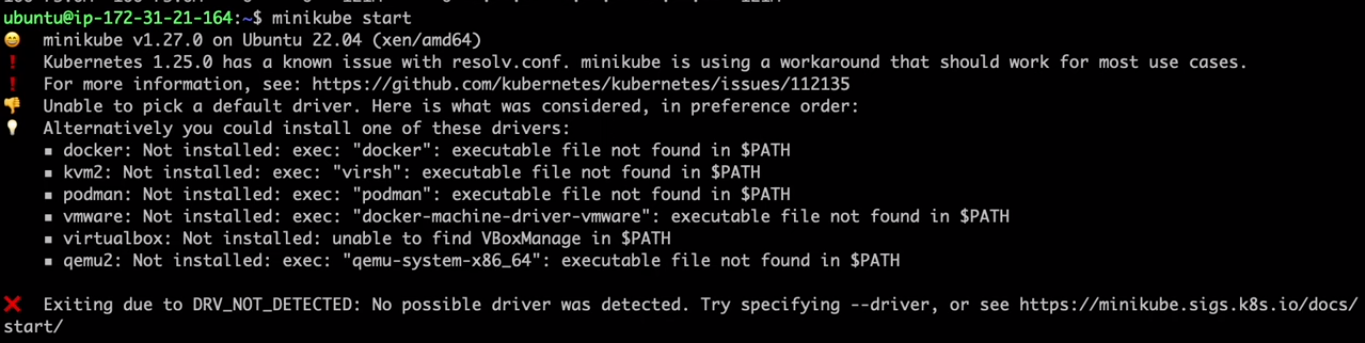 ubuntu@ip-172-31-21-164:~$ minikube start
😄 minikube v1.27.0 on Ubuntu 22.04 (xen/amd64)
❗ Kubernetes 1.25.0 has a known issue with resolv.conf. minikube is using a workaround that should work for most use cases.
❗ For more information, see: https://github.com/kubernetes/kubernetes/issues/112135
👎 Unable to pick a default driver. Here is what was considered, in preference order:
💡 Alternatively you could install one of these drivers:
▪ docker: Not installed: exec: "docker": executable file not found in $PATH
▪ kvm2: Not installed: exec: "virsh": executable file not found in $PATH
▪ podman: Not installed: exec: "podman": executable file not found in $PATH
▪ vmware: Not installed: exec: "docker-machine-driver-vmware": executable file not found in $PATH
▪ virtualbox: Not installed: unable to find VBoxManage in $PATH
▪ qemu2: Not installed: exec: "qemu-system-x86_64": executable file not found in $PATH
❌ Exiting due to DRV_NOT_DETECTED: No possible driver was detected. Try specifying --driver, or see https://minikube.sigs.k8s.io/docs/
start/